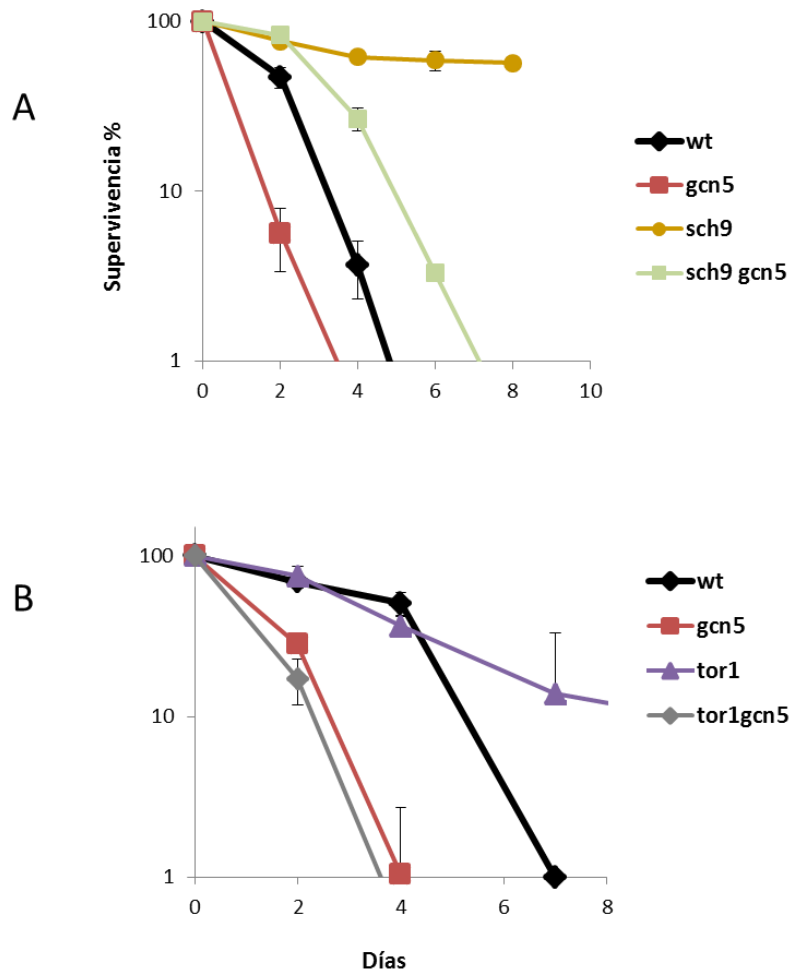 A
Supervivencia %
100
10
1
0 2 4 6 8 10
wt
gcn5
sch9
sch9 gcn5
B
100
10
1
0 2 4 6 8
Días
wt
gcn5
tor1
tor1gcn5